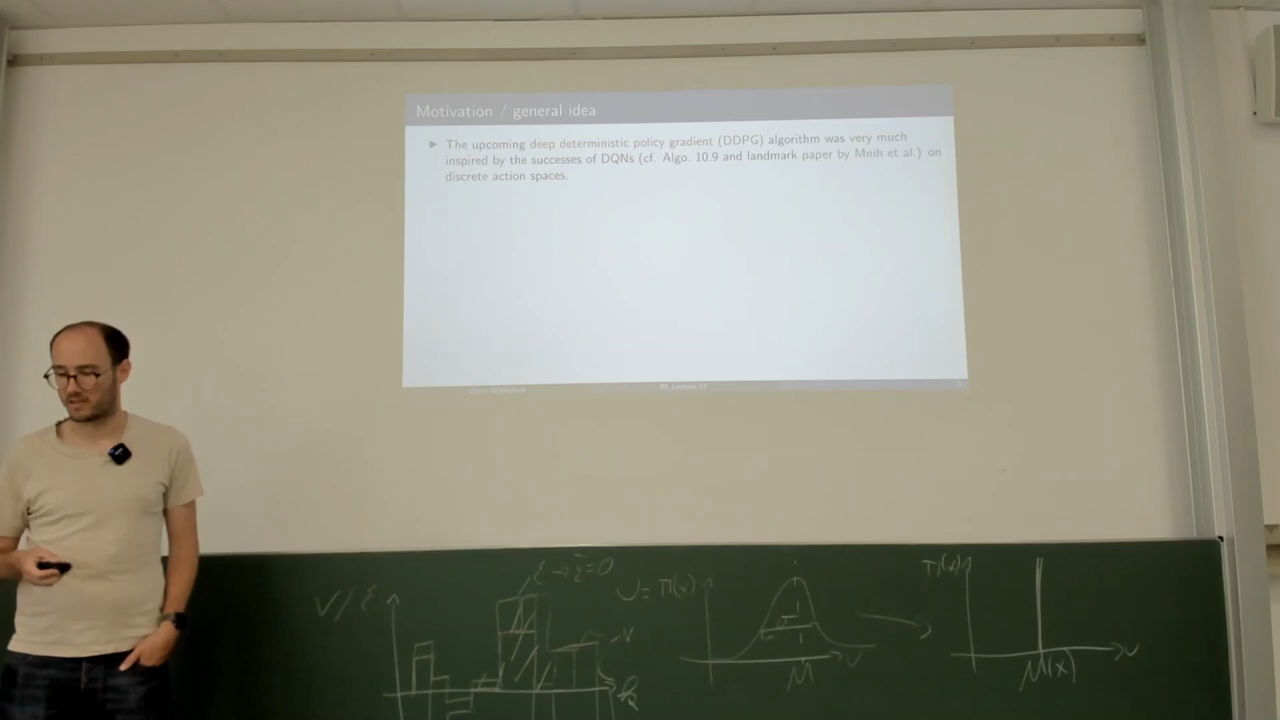 Motivation / general idea
The upcoming deep deterministic policy gradient (DDPG) algorithm was very much
inspired by the successes of DQNs (cf. Algo. 10.9 and landmark paper by Mnih et al.) on
discrete action spaces.
RL Lecture 12
U = π(x)
σ
μ
π(x)
μ(x)